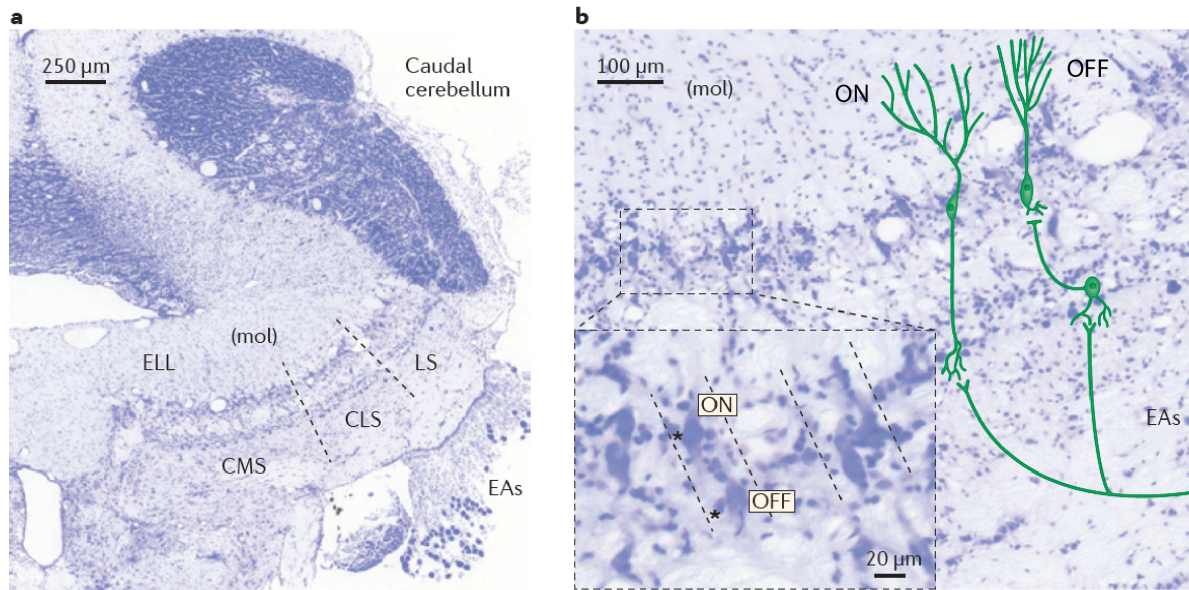 a
250 µm
Caudal
cerebellum
(mol)
ELL
LS
CLS
CMS
EAs
b
100 µm
(mol)
ON
OFF
ON
*
OFF
*
20 µm
EAs